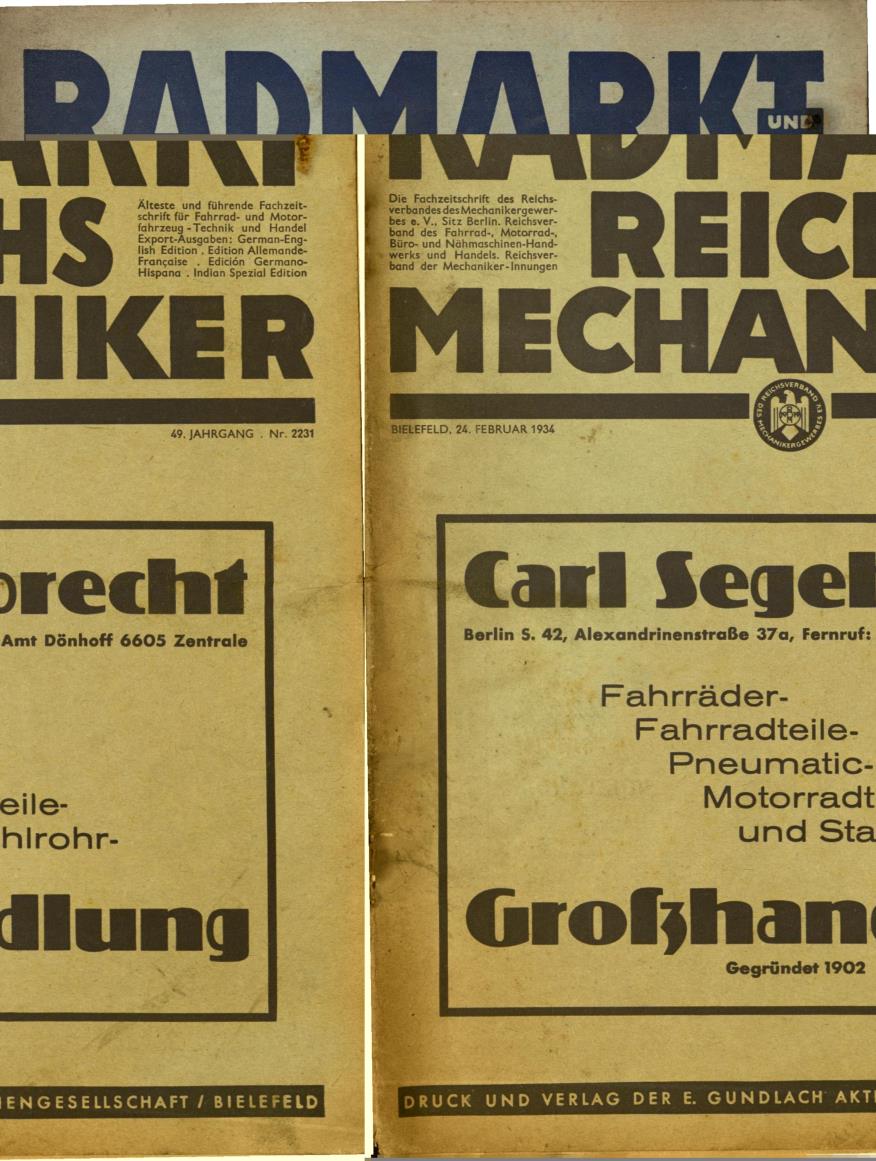 RADMARKT
UND
HS
Älteste und führende Fachzeit-
schrift für Fahrrad- und Motor-
fahrzeug-Technik und Handel
Export-Ausgaben: German-Eng-
lish Edition . Edition Allemande-
Française . Edición Germano-
Hispana . Indian Spezial Edition
IKER
49. JAHRGANG . Nr. 2231
brecht
Amt Dönhoff 6605 Zentrale
eile-
hlrohr-
dlung
ENGESELLSCHAFT / BIELEFELD
RADMA
Die Fachzeitschrift des Reichs-
verbandes des Mechanikergewer-
bes e. V., Sitz Berlin. Reichsver-
band des Fahrrad-, Motorrad-,
Büro- und Nähmaschinen-Hand-
werks und Handels. Reichsver-
band der Mechaniker-Innungen
REIC
MECHAN
REICHSVERBAND
DES MECHANIKERGEWERBES EV
BIELEFELD, 24. FEBRUAR 1934
Carl Segeb
Berlin S. 42, Alexandrinenstraße 37a, Fernruf:
Fahrräder-
Fahrradteile-
Pneumatic-
Motorradt
und Sta
Großhand
Gegründet 1902
DRUCK UND VERLAG DER E. GUNDLACH AKTI